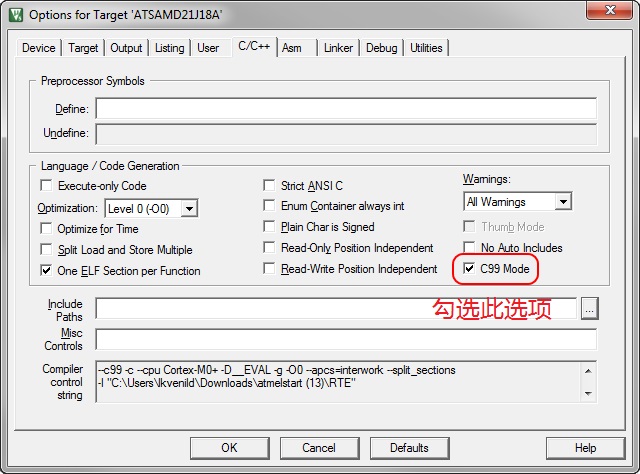 Options for Target 'ATSAMD21J18A'
Device Target Output Listing User C/C++ Asm Linker Debug Utilities
Preprocessor Symbols
Define:
Undefine:
Language / Code Generation
Execute-only Code
Strict ANSI C
Warnings:
Optimization: Level 0 (-O0)
Enum Container always int
All Warnings
Optimize for Time
Plain Char is Signed
Thumb Mode
Split Load and Store Multiple
Read-Only Position Independent
No Auto Includes
One ELF Section per Function
Read-Write Position Independent
C99 Mode
Include
Paths
勾选此选项
...
Misc
Controls
Compiler
control
string
--c99 -c --cpu Cortex-M0+ -D__EVAL -g -O0 --apcs=interwork --split_sections
-I "C:\Users\lkvenild\Downloads\atmelstart (13)\RTE"
OK Cancel Defaults Help